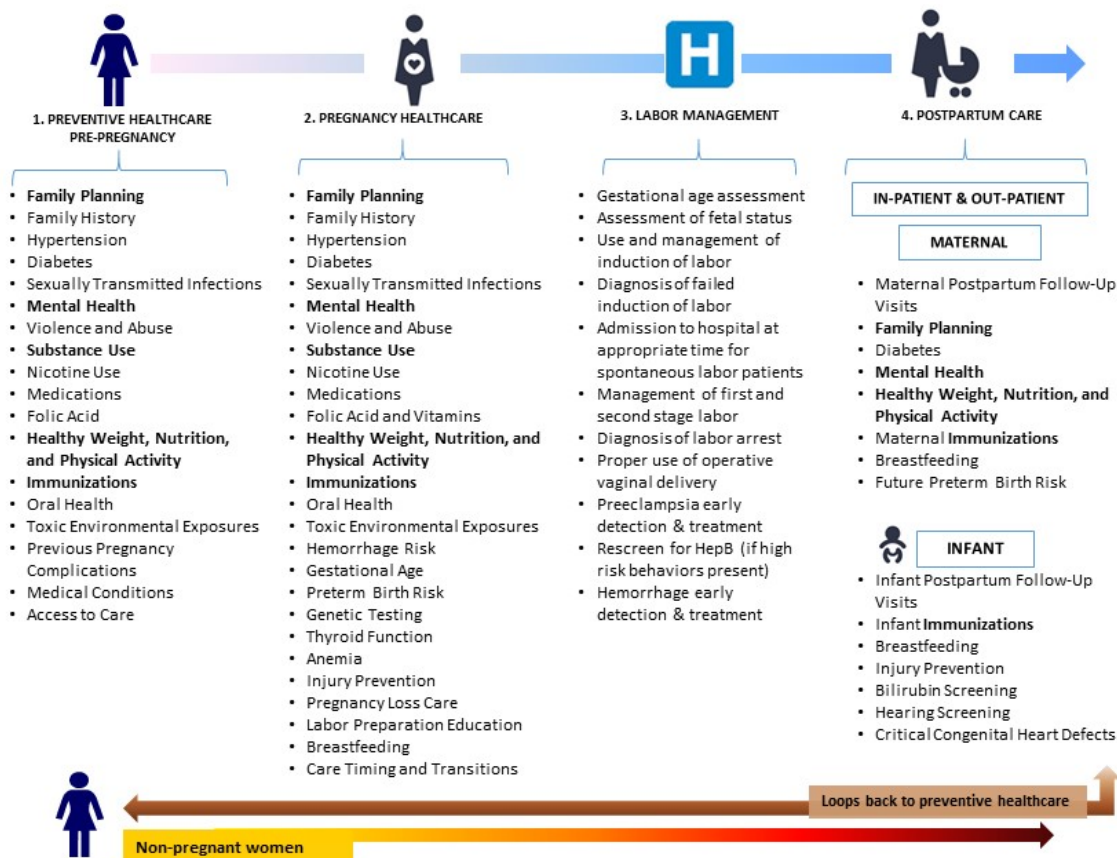 H
1. PREVENTIVE HEALTHCARE
PRE-PREGNANCY
• Family Planning
• Family History
• Hypertension
• Diabetes
• Sexually Transmitted Infections
• Mental Health
• Violence and Abuse
• Substance Use
• Nicotine Use
• Medications
• Folic Acid
• Healthy Weight, Nutrition,
and Physical Activity
• Immunizations
• Oral Health
• Toxic Environmental Exposures
• Previous Pregnancy
Complications
• Medical Conditions
• Access to Care
2. PREGNANCY HEALTHCARE
• Family Planning
• Family History
• Hypertension
• Diabetes
• Sexually Transmitted Infections
• Mental Health
• Violence and Abuse
• Substance Use
• Nicotine Use
• Medications
• Folic Acid and Vitamins
• Healthy Weight, Nutrition, and
Physical Activity
• Immunizations
• Oral Health
• Toxic Environmental Exposures
• Hemorrhage Risk
• Gestational Age
• Preterm Birth Risk
• Genetic Testing
• Thyroid Function
• Anemia
• Injury Prevention
• Pregnancy Loss Care
• Labor Preparation Education
• Breastfeeding
• Care Timing and Transitions
3. LABOR MANAGEMENT
• Gestational age assessment
• Assessment of fetal status
• Use and management of
induction of labor
• Diagnosis of failed
induction of labor
• Admission to hospital at
appropriate time for
spontaneous labor patients
• Management of first and
second stage labor
• Diagnosis of labor arrest
• Proper use of operative
vaginal delivery
• Preeclampsia early
detection & treatment
• Rescreen for HepB (if high
risk behaviors present)
• Hemorrhage early
detection & treatment
4. POSTPARTUM CARE
IN-PATIENT & OUT-PATIENT
MATERNAL
• Maternal Postpartum Follow-Up
Visits
• Family Planning
• Diabetes
• Mental Health
• Healthy Weight, Nutrition, and
Physical Activity
• Maternal Immunizations
• Breastfeeding
• Future Preterm Birth Risk
INFANT
• Infant Postpartum Follow-Up
Visits
• Infant Immunizations
• Breastfeeding
• Injury Prevention
• Bilirubin Screening
• Hearing Screening
• Critical Congenital Heart Defects
Loops back to preventive healthcare
Non-pregnant women